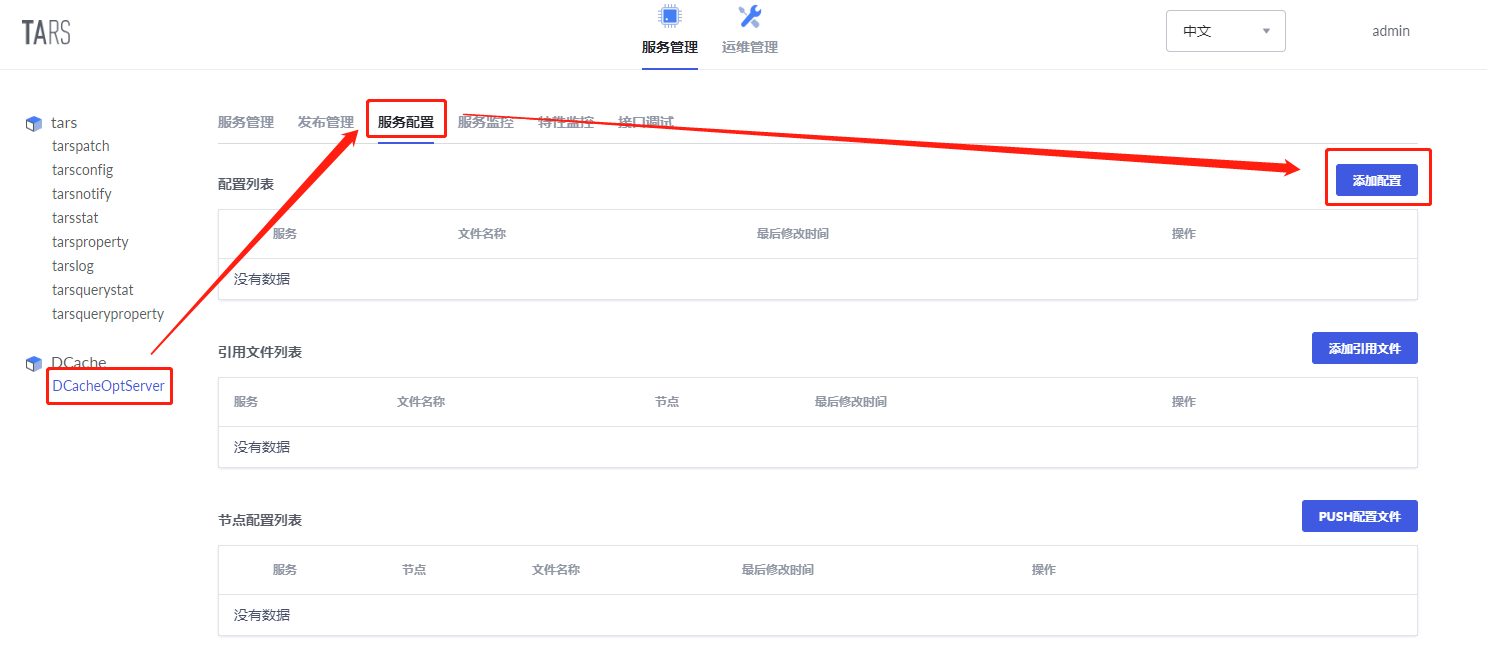 TARS
服务管理 运维管理
中文
admin
tars
tarspatch
tarsconfig
tarsnotify
tarsstat
tarsproperty
tarslog
tarsquerystat
tarsqueryproperty
DCache
DCacheOptServer
服务管理 发布管理 服务配置 服务监控 特性监控 接口调试
配置列表
添加配置
服务 文件名称 最后修改时间 操作
没有数据
引用文件列表
添加引用文件
服务 文件名称 节点 最后修改时间 操作
没有数据
节点配置列表
PUSH配置文件
服务 节点 文件名称 最后修改时间 操作
没有数据